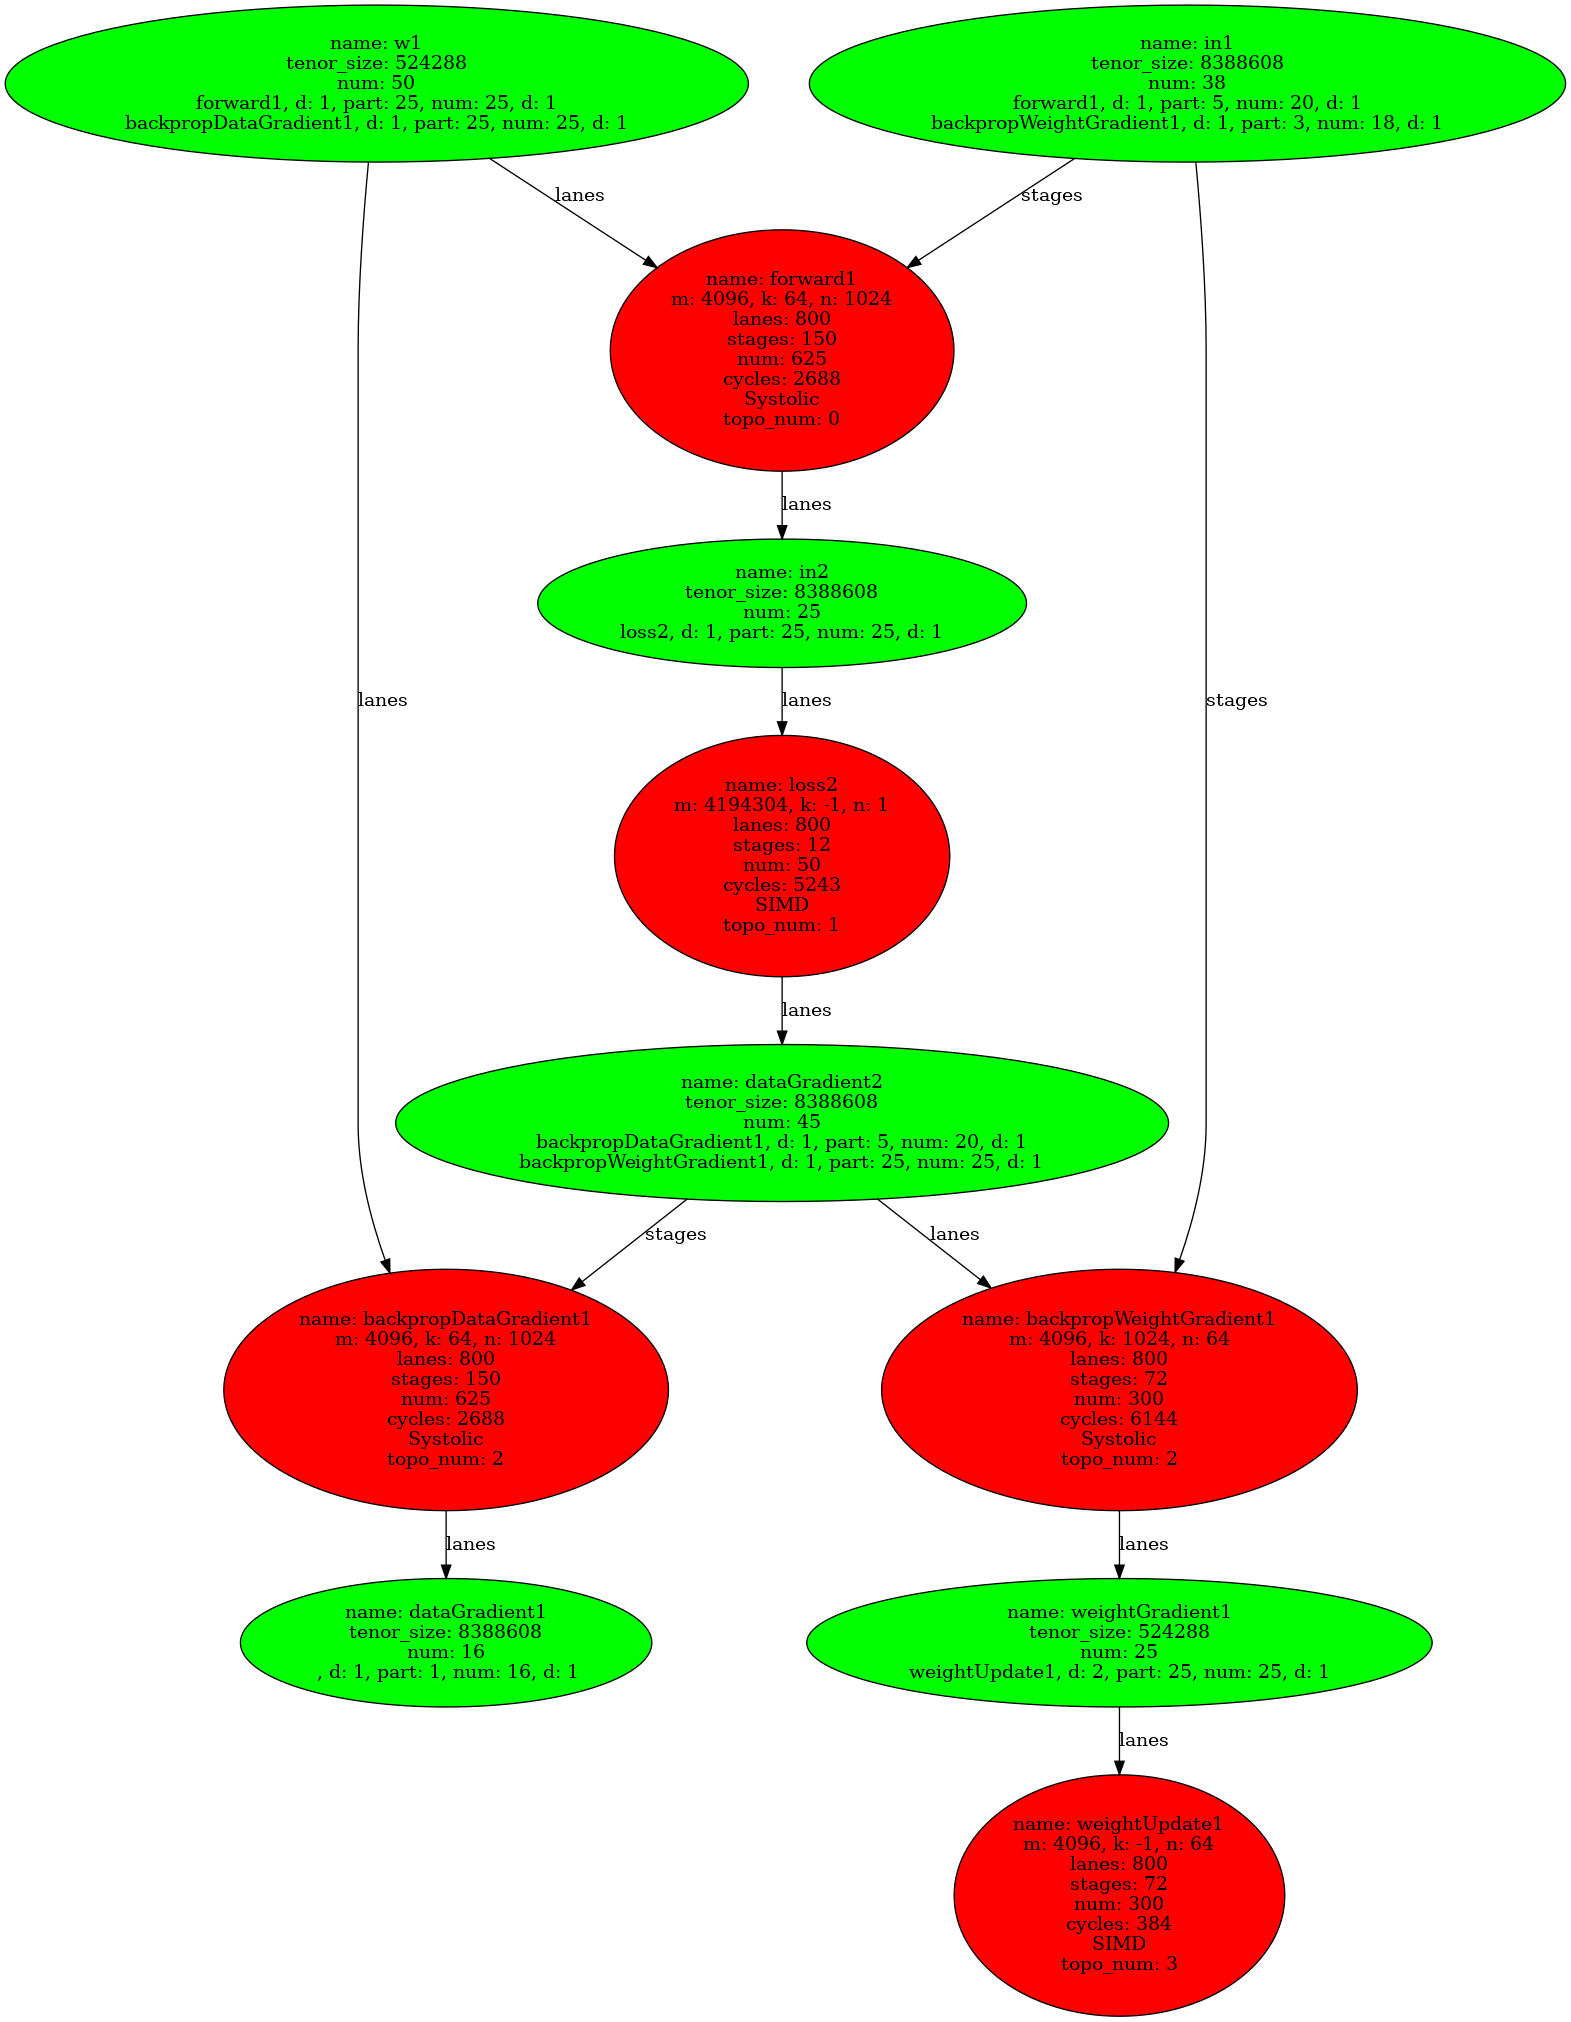 name: w1
tenor_size: 524288
num: 50
forward1, d: 1, part: 25, num: 25, d: 1
backpropDataGradient1, d: 1, part: 25, num: 25, d: 1
name: in1
tenor_size: 8388608
num: 38
forward1, d: 1, part: 5, num: 20, d: 1
backpropWeightGradient1, d: 1, part: 3, num: 18, d: 1
lanes
stages
name: forward1
m: 4096, k: 64, n: 1024
lanes: 800
stages: 150
num: 625
cycles: 2688
Systolic
topo_num: 0
lanes
name: in2
tenor_size: 8388608
num: 25
loss2, d: 1, part: 25, num: 25, d: 1
lanes
lanes
stages
name: loss2
m: 4194304, k: -1, n: 1
lanes: 800
stages: 12
num: 50
cycles: 5243
SIMD
topo_num: 1
lanes
name: dataGradient2
tenor_size: 8388608
num: 45
backpropDataGradient1, d: 1, part: 5, num: 20, d: 1
backpropWeightGradient1, d: 1, part: 25, num: 25, d: 1
stages
lanes
name: backpropDataGradient1
m: 4096, k: 64, n: 1024
lanes: 800
stages: 150
num: 625
cycles: 2688
Systolic
topo_num: 2
name: backpropWeightGradient1
m: 4096, k: 1024, n: 64
lanes: 800
stages: 72
num: 300
cycles: 6144
Systolic
topo_num: 2
lanes
lanes
name: dataGradient1
tenor_size: 8388608
num: 16
, d: 1, part: 1, num: 16, d: 1
name: weightGradient1
tenor_size: 524288
num: 25
weightUpdate1, d: 2, part: 25, num: 25, d: 1
lanes
name: weightUpdate1
m: 4096, k: -1, n: 64
lanes: 800
stages: 72
num: 300
cycles: 384
SIMD
topo_num: 3